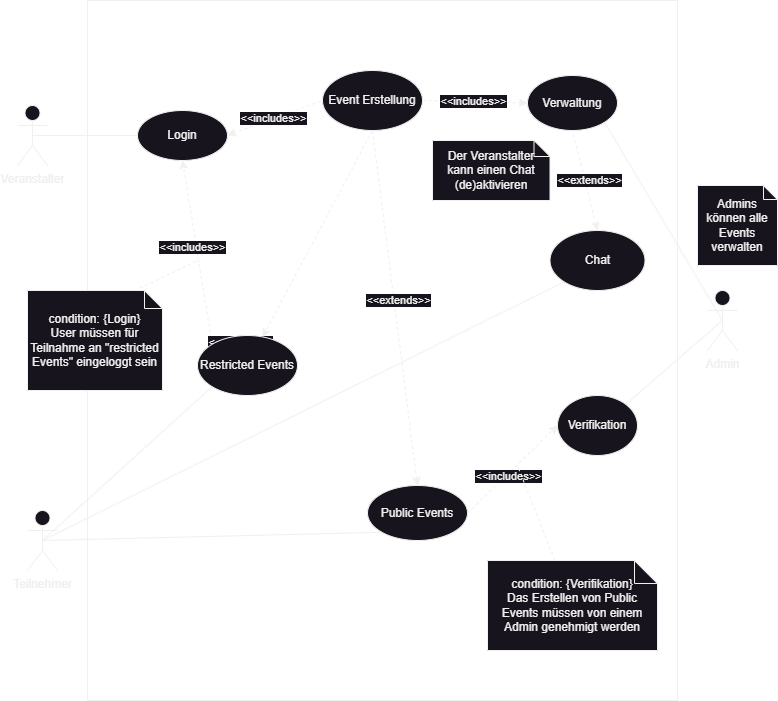 Event Erstellung
<<includes>>
Verwaltung
<<includes>>
Login
Veranstalter
Der Veranstalter
kann einen Chat
(de)aktivieren
<<extends>>
Admins
können alle
Events
verwalten
<<includes>>
Chat
<<extends>>
condition: {Login}
User müssen für
Teilnahme an "restricted
Events" eingeloggt sein
Restricted Events
Admin
Verifikation
<<includes>>
Public Events
Teilnehmer
condition: {Verifikation}
Das Erstellen von Public
Events müssen von einem
Admin genehmigt werden